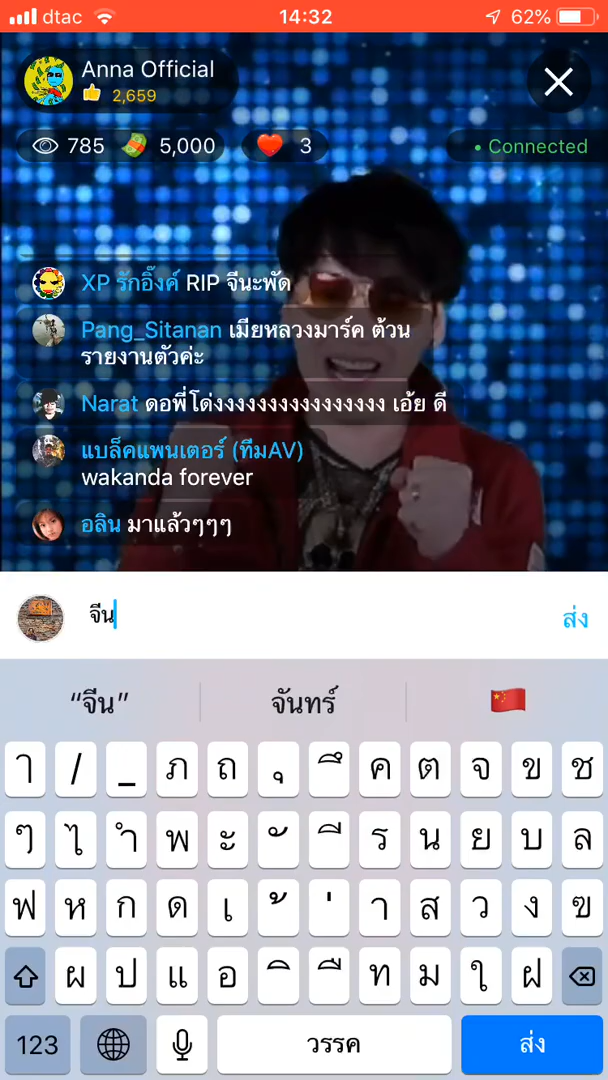 dtac 14:32 62%
Anna Official
2,659
785 5,000 3 • Connected
XP รักอิ๊งค์ RIP จีนะพัด
Pang_Sitanan เมียหลวงมาร์ค ต้วน
รายงานตัวค่ะ
Narat ดอพี่โด่งงงงงงงงงงงงงงงง เอ้ย ดี
แบล็คแพนเตอร์ (ทีมAV)
wakanda forever
อลิน มาแล้วๆๆๆ
จีน ส่ง
“จีน” จันทร์
ๅ / _ ภ ถ ุ ึ ค ต จ ข ช
ๆ ไ ำ พ ะ ั ี ร น ย บ ล
ฟ ห ก ด เ ้ ่ า ส ว ง ฃ
ผ ป แ อ ิ ื ท ม ใ ฝ
123 วรรค ส่ง